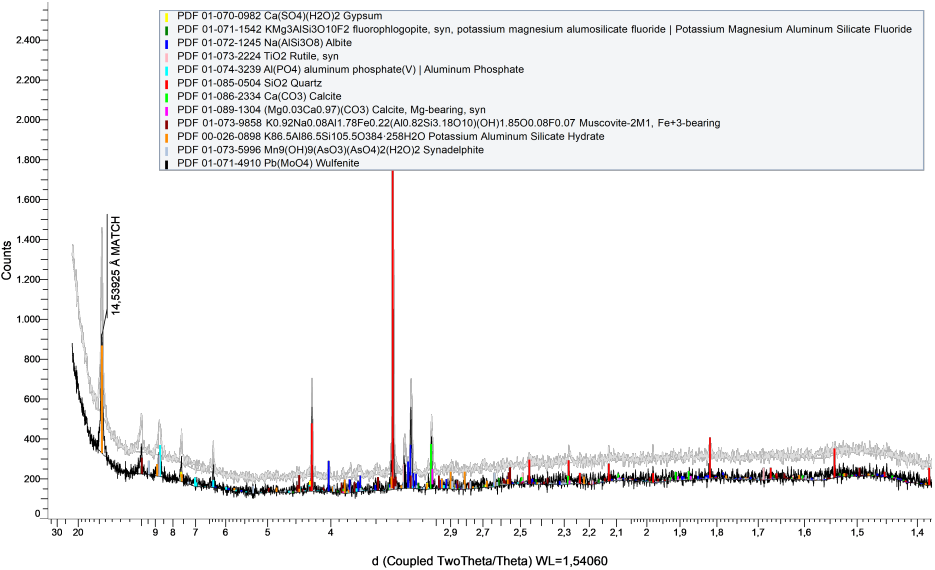 PDF 01-070-0982 Ca(SO4)(H2O)2 Gypsum
PDF 01-071-1542 KMg3AlSi3O10F2 fluorophlogopite, syn, potassium magnesium alumosilicate fluoride | Potassium Magnesium Aluminum Silicate Fluoride
PDF 01-072-1245 Na(AlSi3O8) Albite
PDF 01-073-2224 TiO2 Rutile, syn
PDF 01-074-3239 Al(PO4) aluminum phosphate(V) | Aluminum Phosphate
PDF 01-085-0504 SiO2 Quartz
PDF 01-086-2334 Ca(CO3) Calcite
PDF 01-089-1304 (Mg0.03Ca0.97)(CO3) Calcite, Mg-bearing, syn
PDF 01-073-9858 K0.92Na0.08Al1.78Fe0.22(Al0.82Si3.18O10)(OH)1.85O0.08F0.07 Muscovite-2M1, Fe+3-bearing
PDF 00-026-0898 K86.5Al86.5Si105.5O384·258H2O Potassium Aluminum Silicate Hydrate
PDF 01-073-5996 Mn9(OH)9(AsO3)(AsO4)2(H2O)2 Synadelphite
PDF 01-071-4910 Pb(MoO4) Wulfenite
2.400
2.200
2.000
1.800
1.600
1.400
1.200
1.000
800
600
400
200
0
Counts
14,53925 Å MATCH
30 20 9 8 7 6 5 4 2,9 2,7 2,5 2,3 2,2 2,1 2 1,9 1,8 1,7 1,6 1,5 1,4
d (Coupled TwoTheta/Theta) WL=1,54060